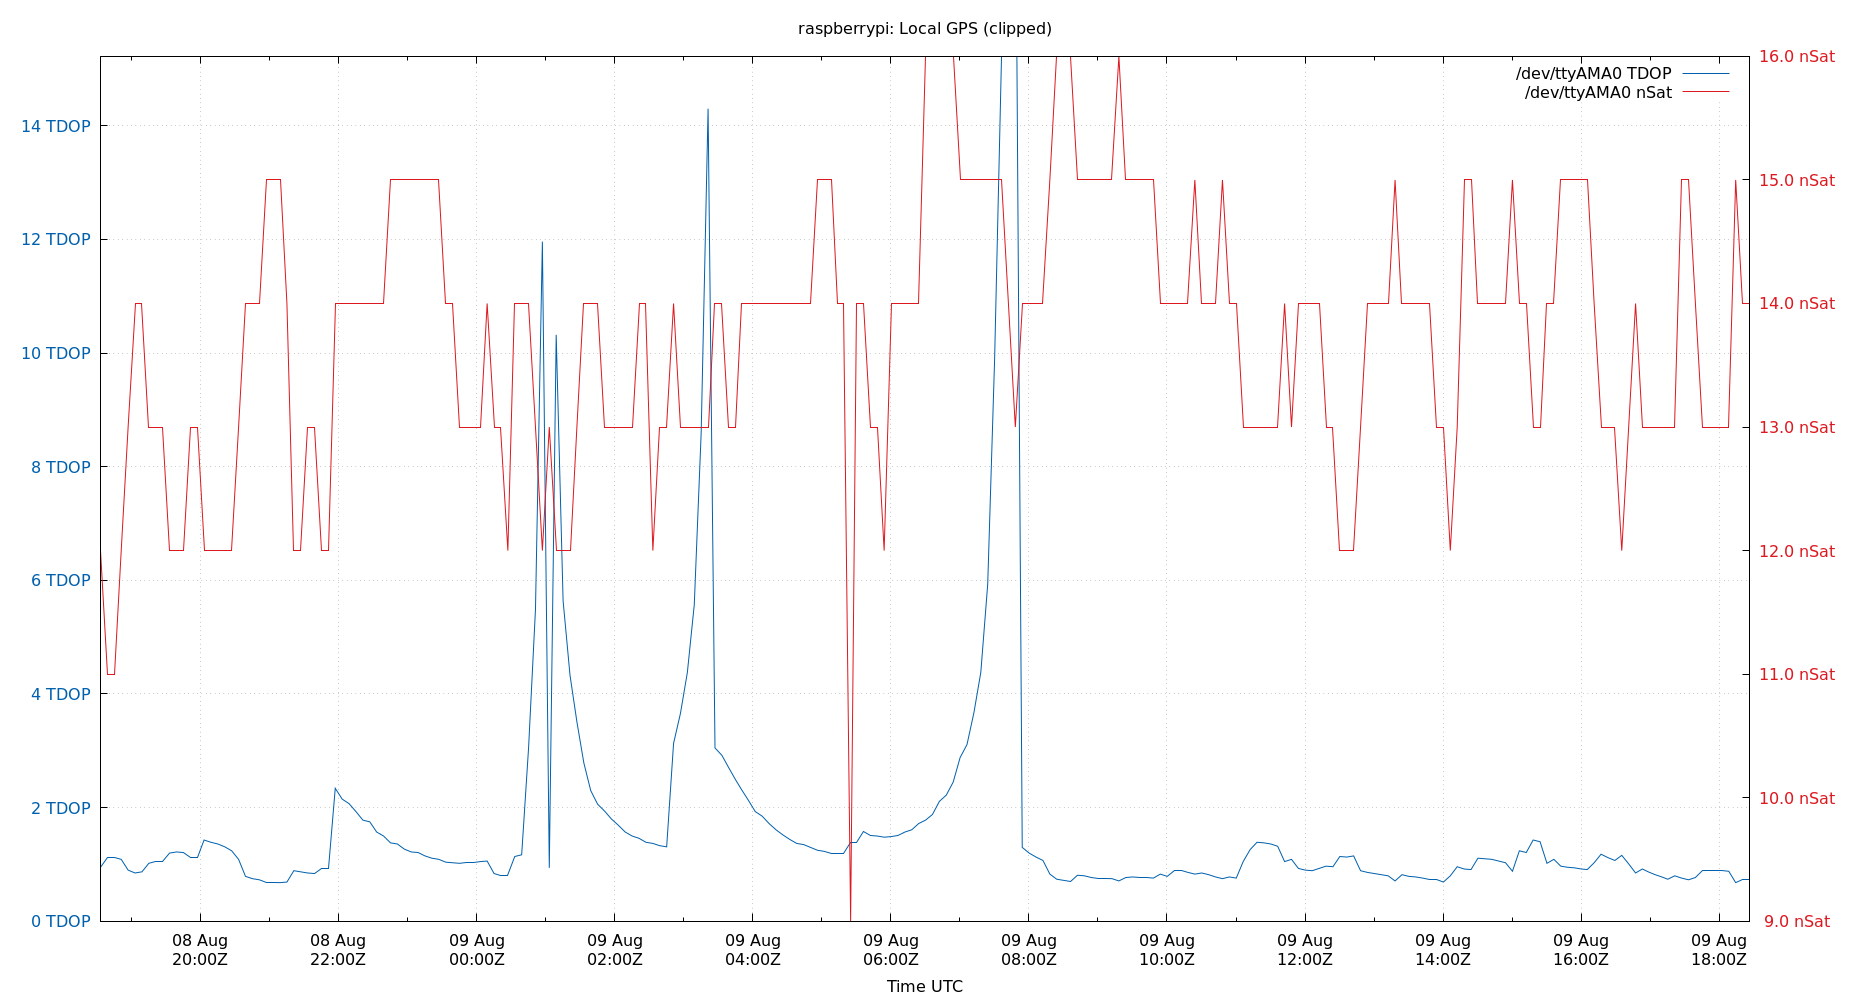 raspberrypi: Local GPS (clipped)
16.0 nSat
/dev/ttyAMA0 TDOP
/dev/ttyAMA0 nSat
14 TDOP
15.0 nSat
12 TDOP
14.0 nSat
10 TDOP
13.0 nSat
8 TDOP
12.0 nSat
6 TDOP
11.0 nSat
4 TDOP
10.0 nSat
2 TDOP
0 TDOP
9.0 nSat
08 Aug 08 Aug 09 Aug 09 Aug 09 Aug 09 Aug 09 Aug 09 Aug 09 Aug 09 Aug 09 Aug 09 Aug
20:00Z 22:00Z 00:00Z 02:00Z 04:00Z 06:00Z 08:00Z 10:00Z 12:00Z 14:00Z 16:00Z 18:00Z
Time UTC